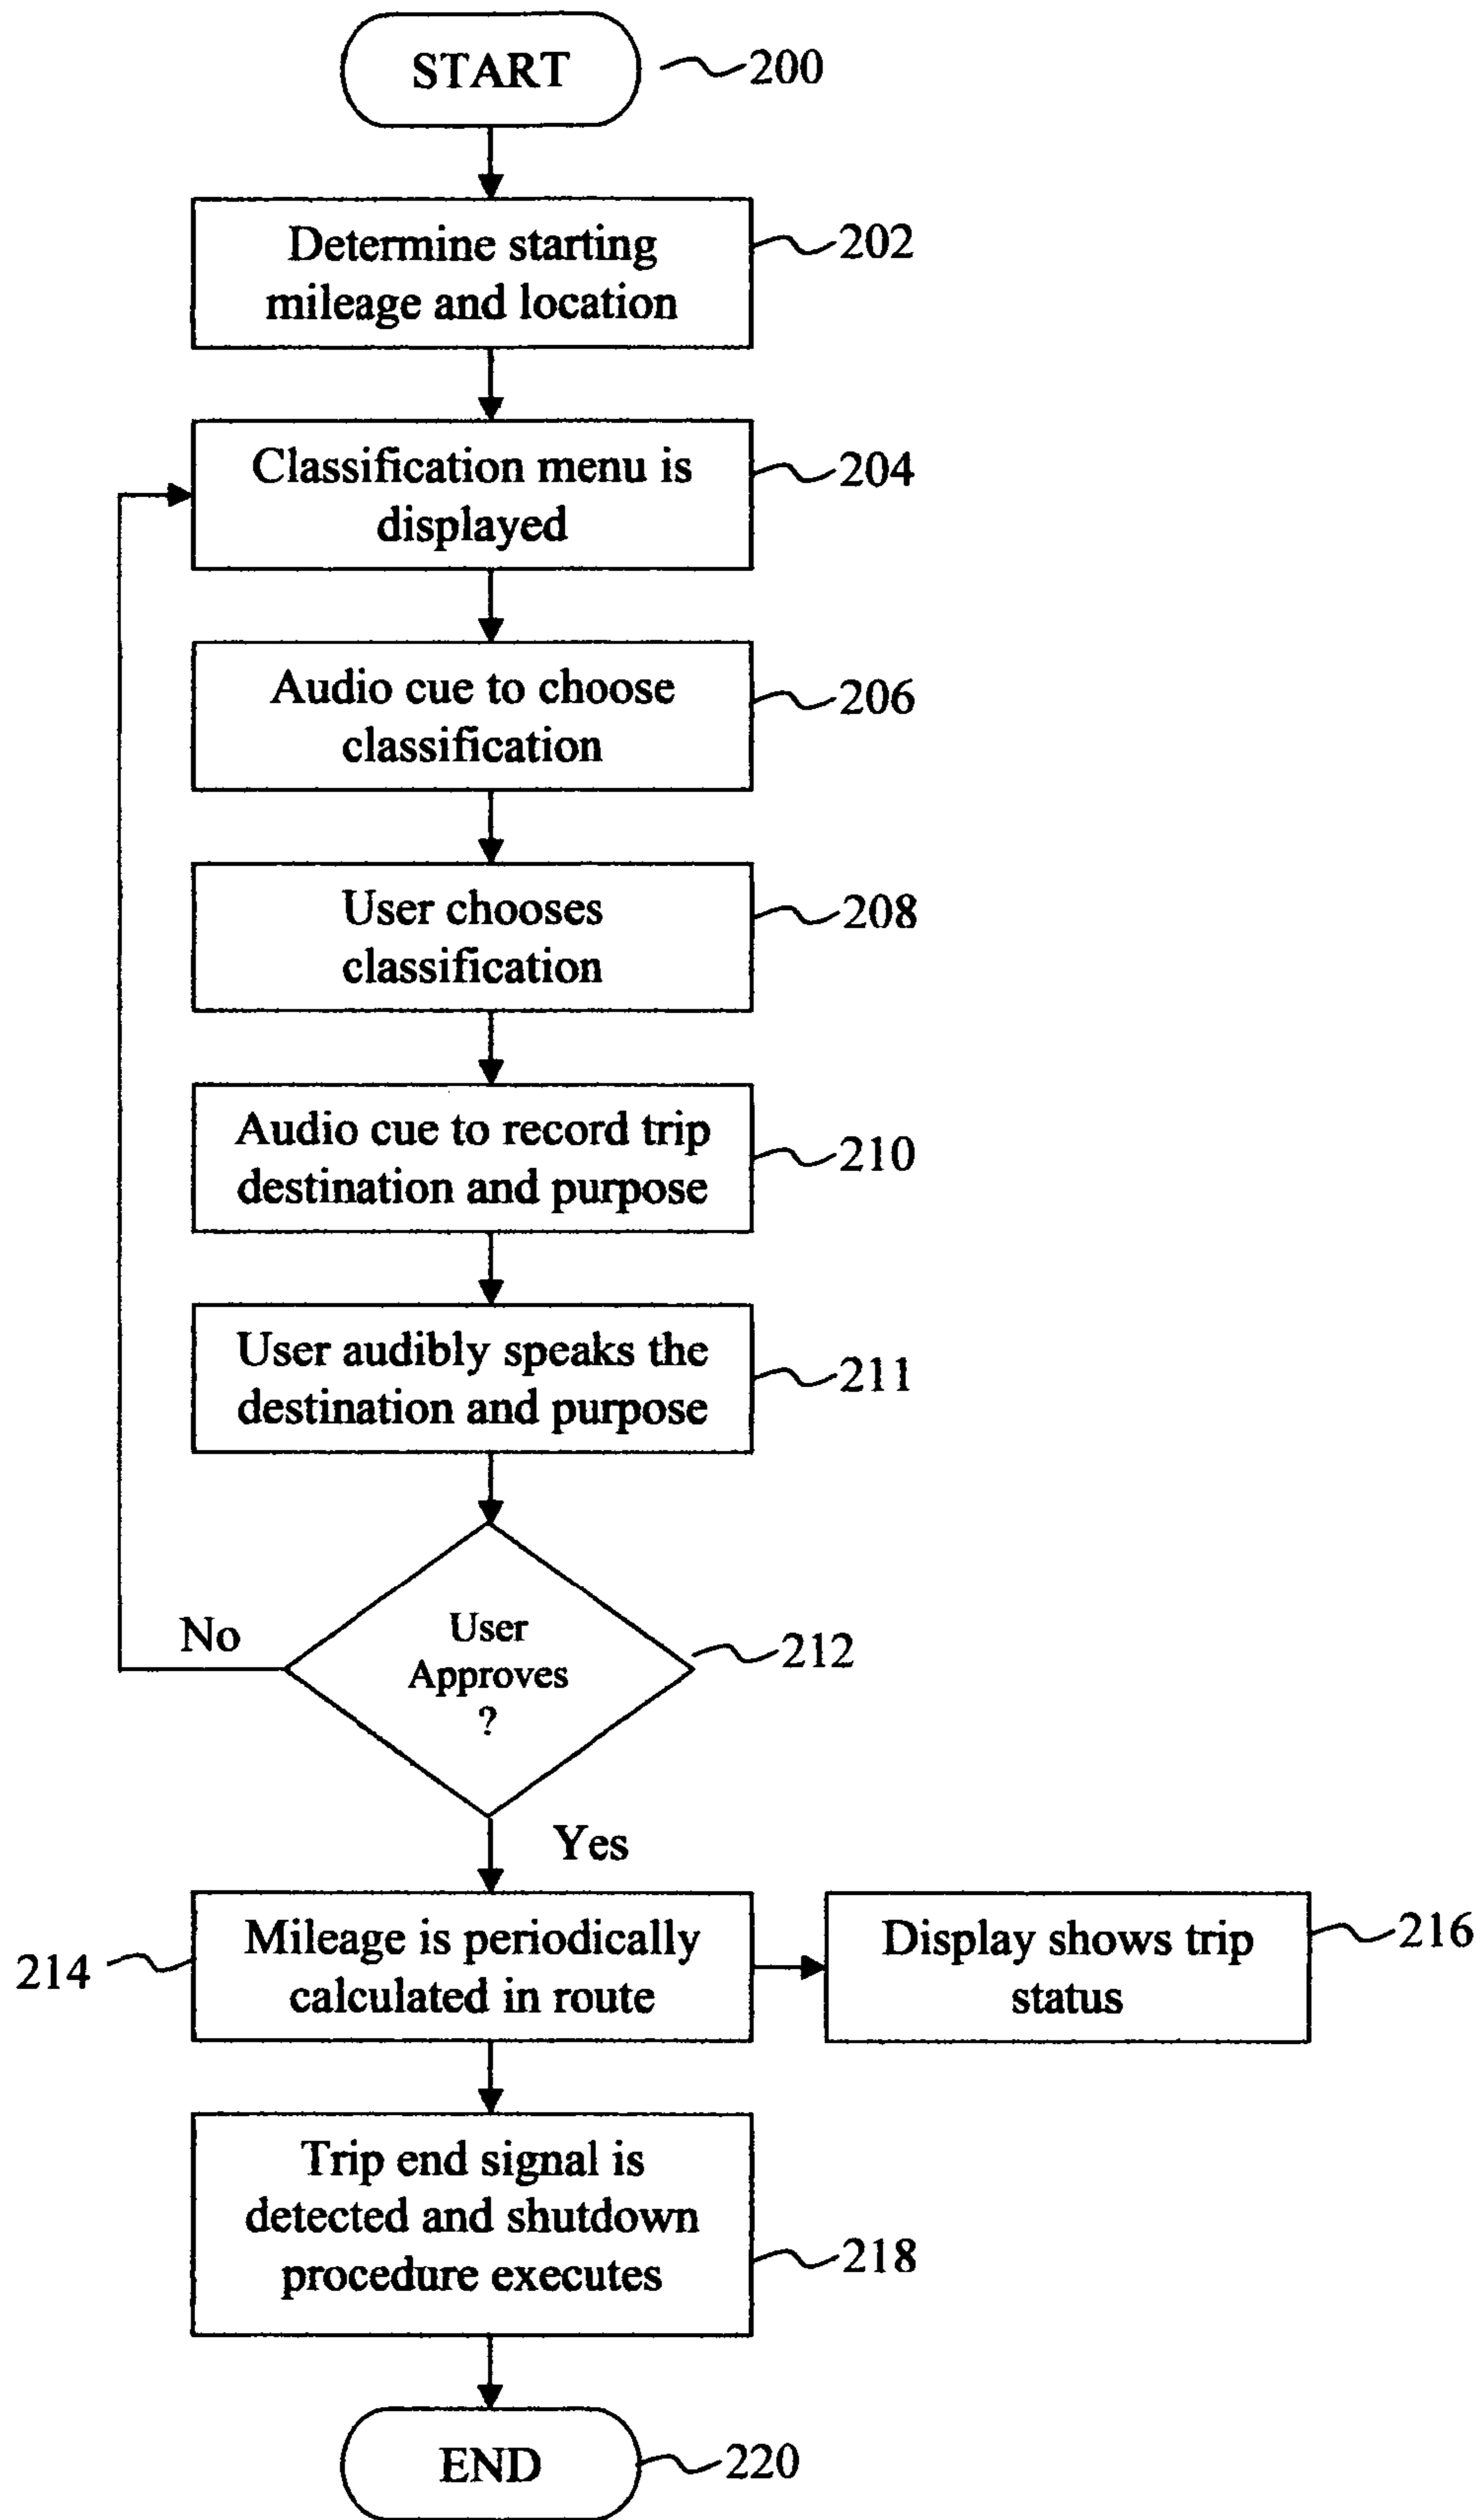 START
200
Determine starting
mileage and location
202
Classification menu is
displayed
204
Audio cue to choose
classification
206
User chooses
classification
208
Audio cue to record trip
destination and purpose
210
User audibly speaks the
destination and purpose
211
User
Approves
?
212
No
Yes
Mileage is periodically
calculated in route
214
Display shows trip
status
216
Trip end signal is
detected and shutdown
procedure executes
218
END
220